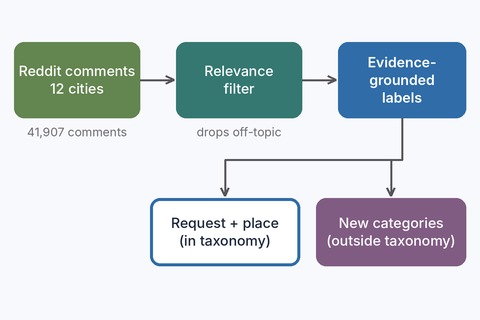 Reddit comments
12 cities
Relevance
filter
Evidence-
grounded
labels
41,907 comments
drops off-topic
Request + place
(in taxonomy)
New categories
(outside taxonomy)